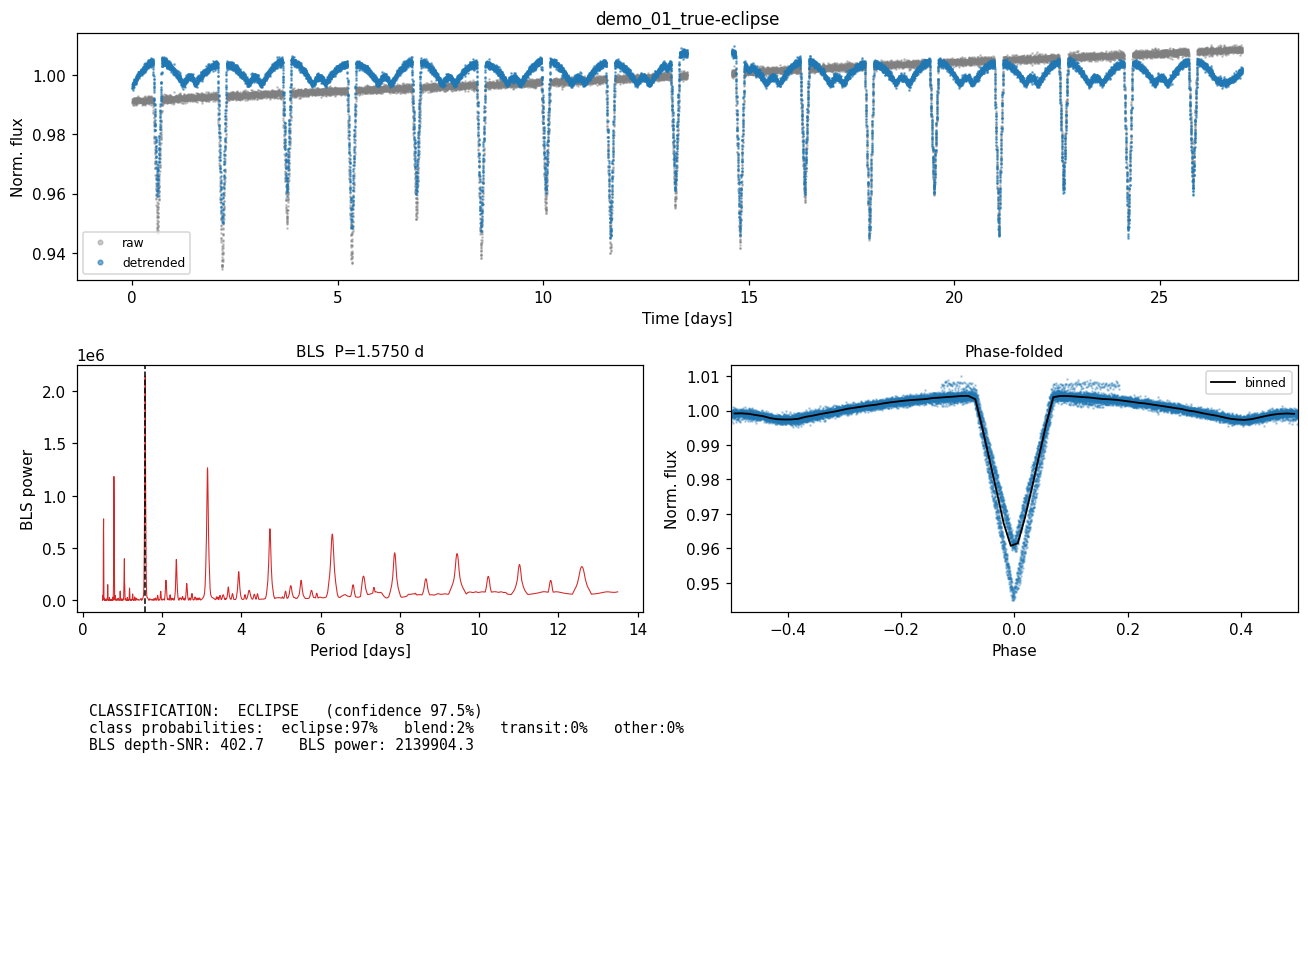 demo_01_true-eclipse
Norm. flux
1.00
0.98
0.96
0.94
raw
detrended
0 5 10 15 20 25
Time [days]
BLS  P=1.5750 d
1e6
BLS power
2.0
1.5
1.0
0.5
0.0
0 2 4 6 8 10 12 14
Period [days]
Phase-folded
Norm. flux
1.01
1.00
0.99
0.98
0.97
0.96
0.95
binned
−0.4 −0.2 0.0 0.2 0.4
Phase
CLASSIFICATION:  ECLIPSE   (confidence 97.5%)
class probabilities:  eclipse:97%   blend:2%   transit:0%   other:0%
BLS depth-SNR: 402.7    BLS power: 2139904.3